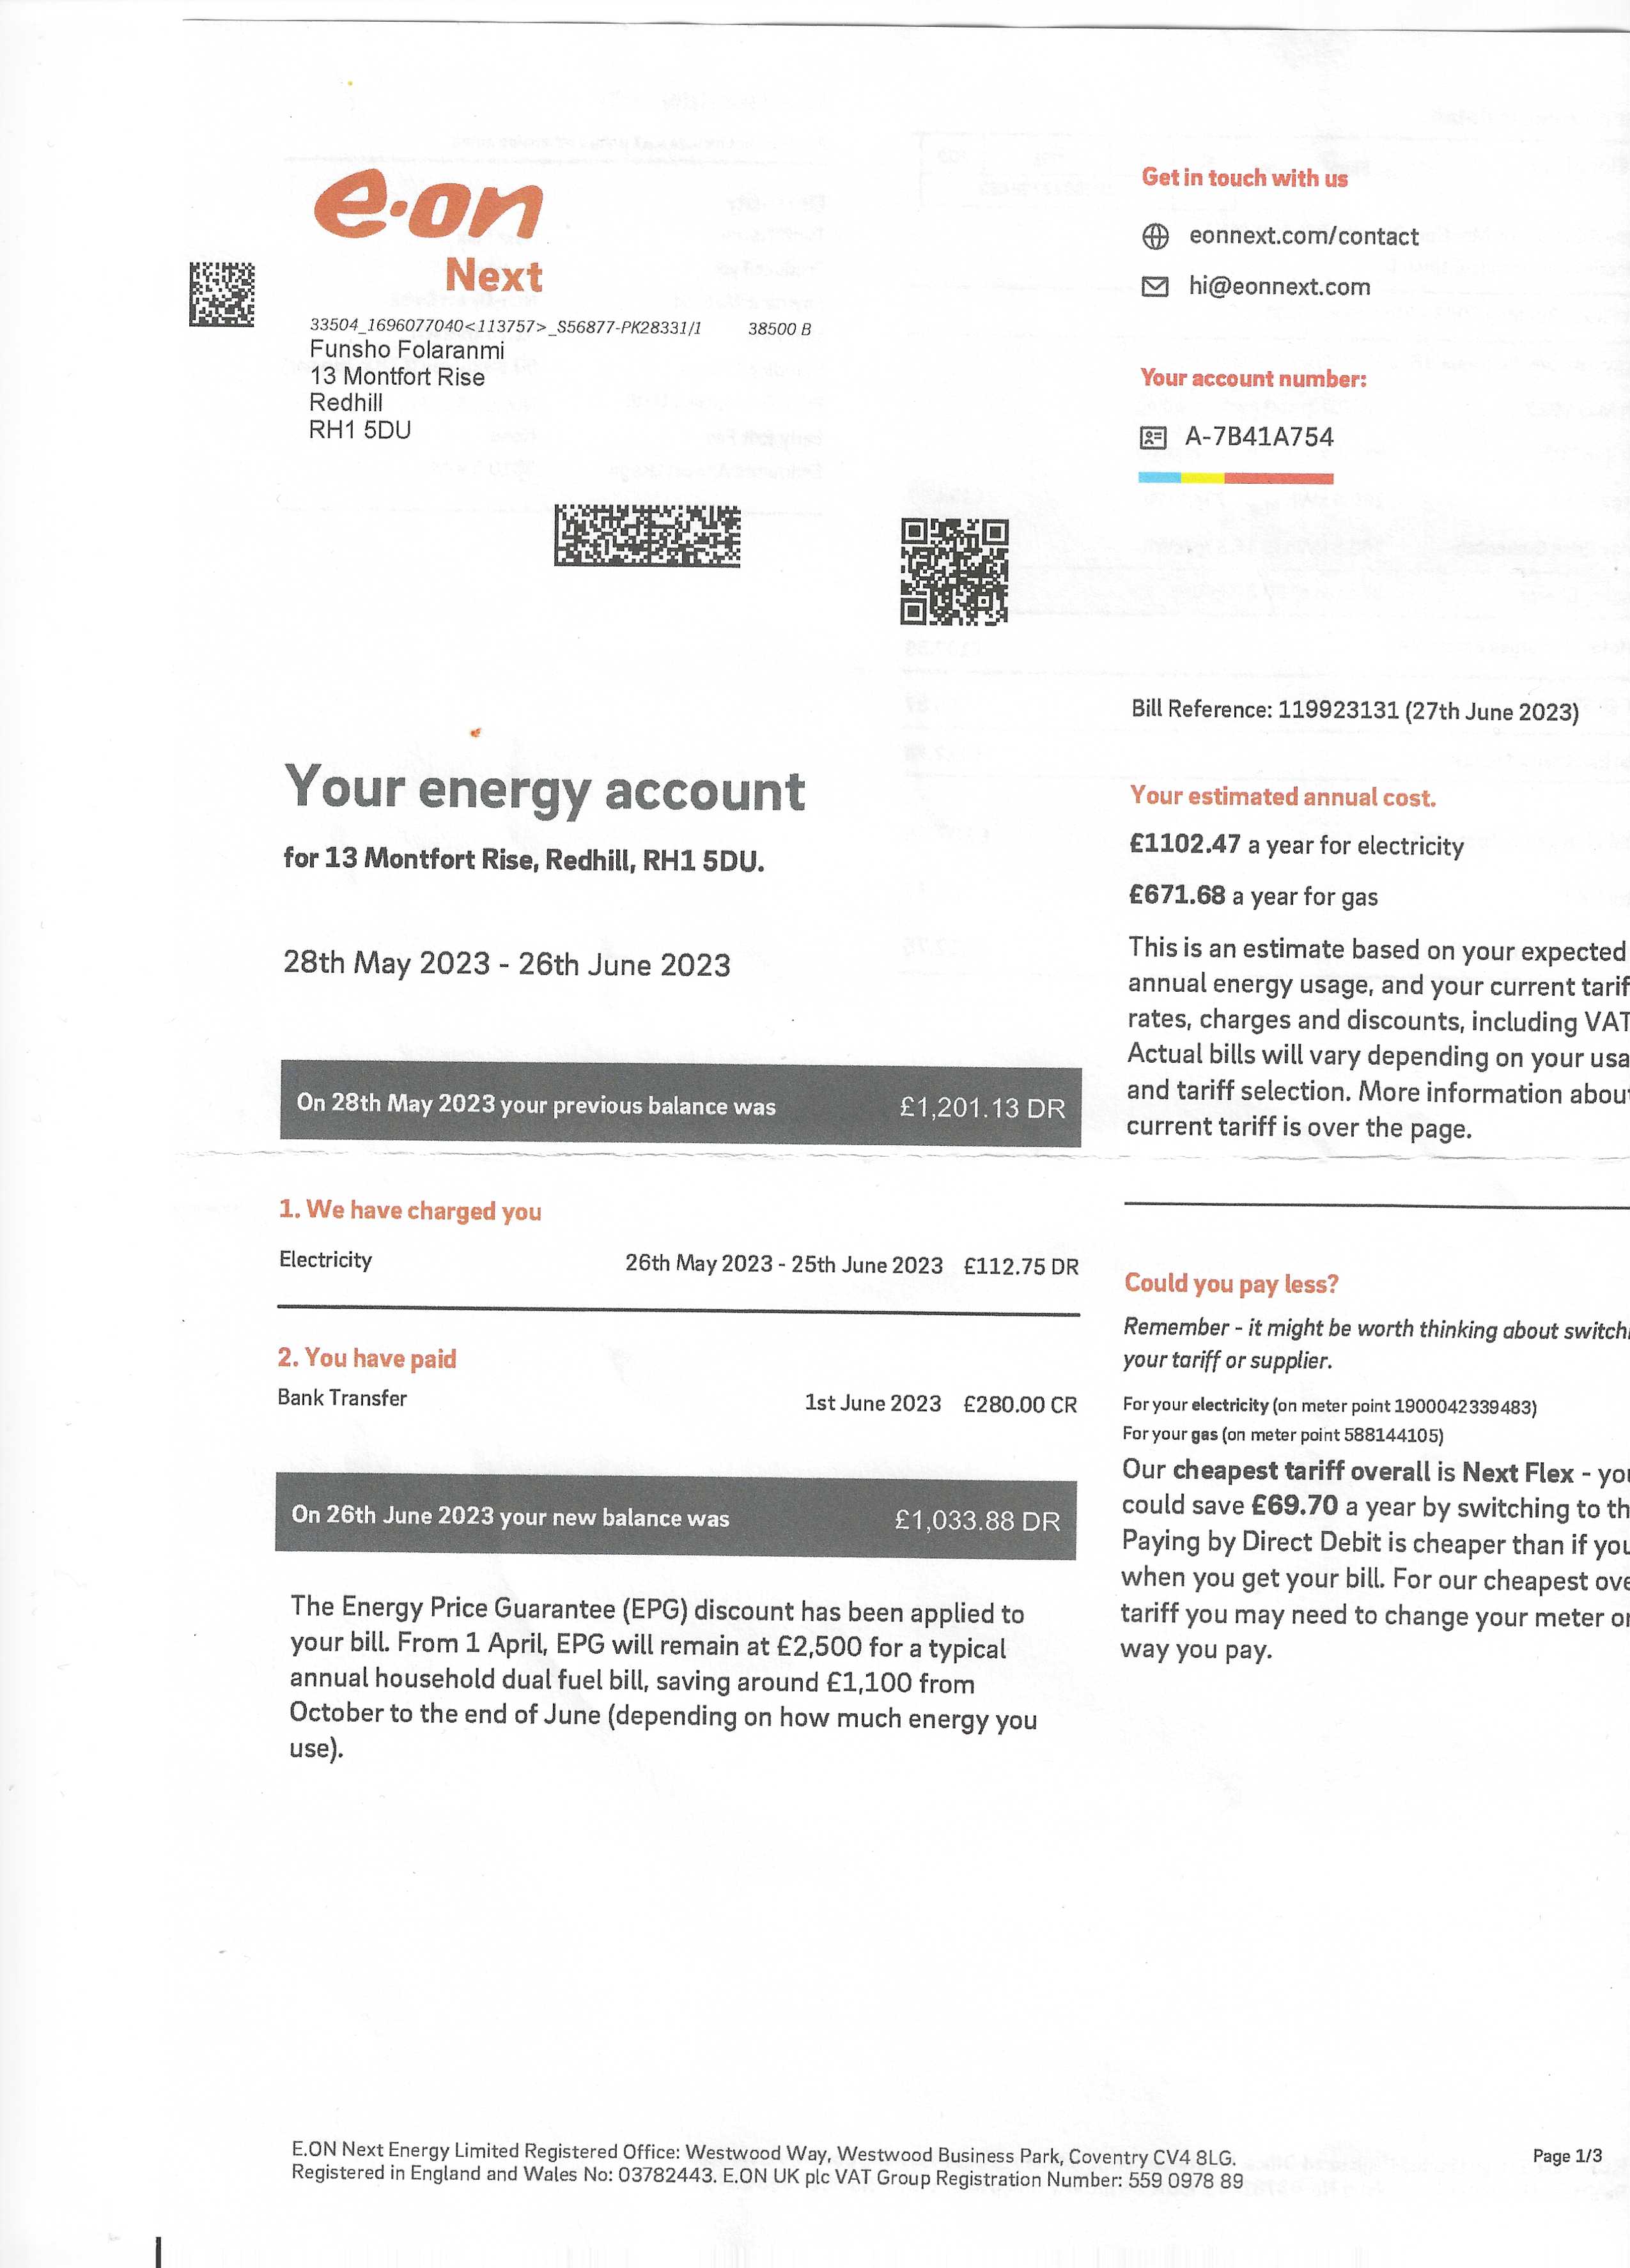 e·on
Next
33504_1696077040<113757>_S56877-PK28331/1 38500 B
Funsho Folaranmi
13 Montfort Rise
Redhill
RH1 5DU
Get in touch with us
eonnext.com/contact
hi@eonnext.com
Your account number:
A-7B41A754
Bill Reference: 119923131 (27th June 2023)
Your energy account
for 13 Montfort Rise, Redhill, RH1 5DU.
28th May 2023 - 26th June 2023
On 28th May 2023 your previous balance was £1,201.13 DR
1. We have charged you
Electricity 26th May 2023 - 25th June 2023 £112.75 DR
2. You have paid
Bank Transfer 1st June 2023 £280.00 CR
On 26th June 2023 your new balance was £1,033.88 DR
The Energy Price Guarantee (EPG) discount has been applied to
your bill. From 1 April, EPG will remain at £2,500 for a typical
annual household dual fuel bill, saving around £1,100 from
October to the end of June (depending on how much energy you
use).
Your estimated annual cost.
£1102.47 a year for electricity
£671.68 a year for gas
This is an estimate based on your expected
annual energy usage, and your current tarif
rates, charges and discounts, including VAT
Actual bills will vary depending on your usa
and tariff selection. More information abou
current tariff is over the page.
Could you pay less?
Remember - it might be worth thinking about switchi
your tariff or supplier.
For your electricity (on meter point 1900042339483)
For your gas (on meter point 588144105)
Our cheapest tariff overall is Next Flex - yo
could save £69.70 a year by switching to th
Paying by Direct Debit is cheaper than if you
when you get your bill. For our cheapest ove
tariff you may need to change your meter or
way you pay.
E.ON Next Energy Limited Registered Office: Westwood Way, Westwood Business Park, Coventry CV4 8LG.
Registered in England and Wales No: 03782443. E.ON UK plc VAT Group Registration Number: 559 0978 89
Page 1/3